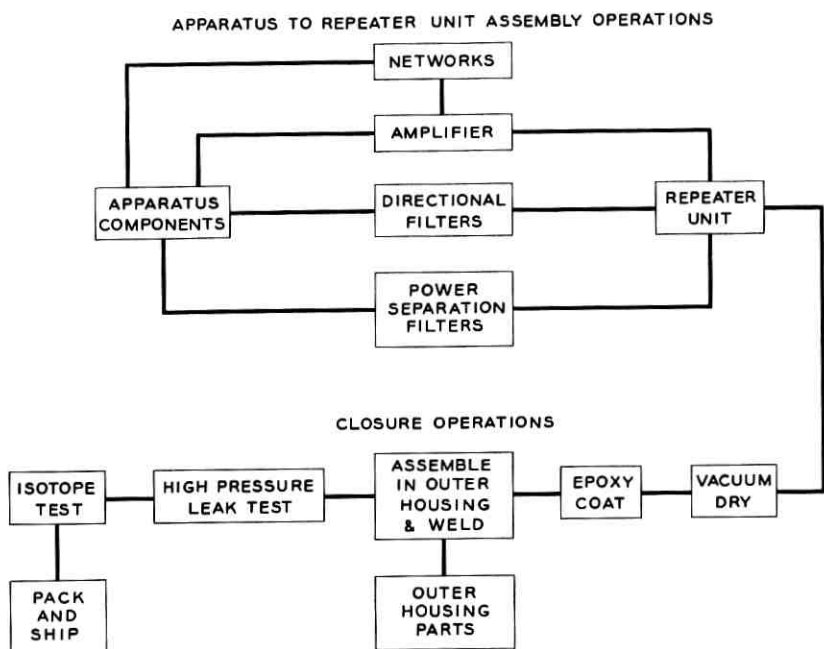 APPARATUS TO REPEATER UNIT ASSEMBLY OPERATIONS
NETWORKS
AMPLIFIER
APPARATUS
COMPONENTS
DIRECTIONAL
FILTERS
REPEATER
UNIT
POWER
SEPARATION
FILTERS
CLOSURE OPERATIONS
ISOTOPE
TEST
HIGH PRESSURE
LEAK TEST
ASSEMBLE
IN OUTER
HOUSING
& WELD
EPOXY
COAT
VACUUM
DRY
PACK
AND
SHIP
OUTER
HOUSING
PARTS